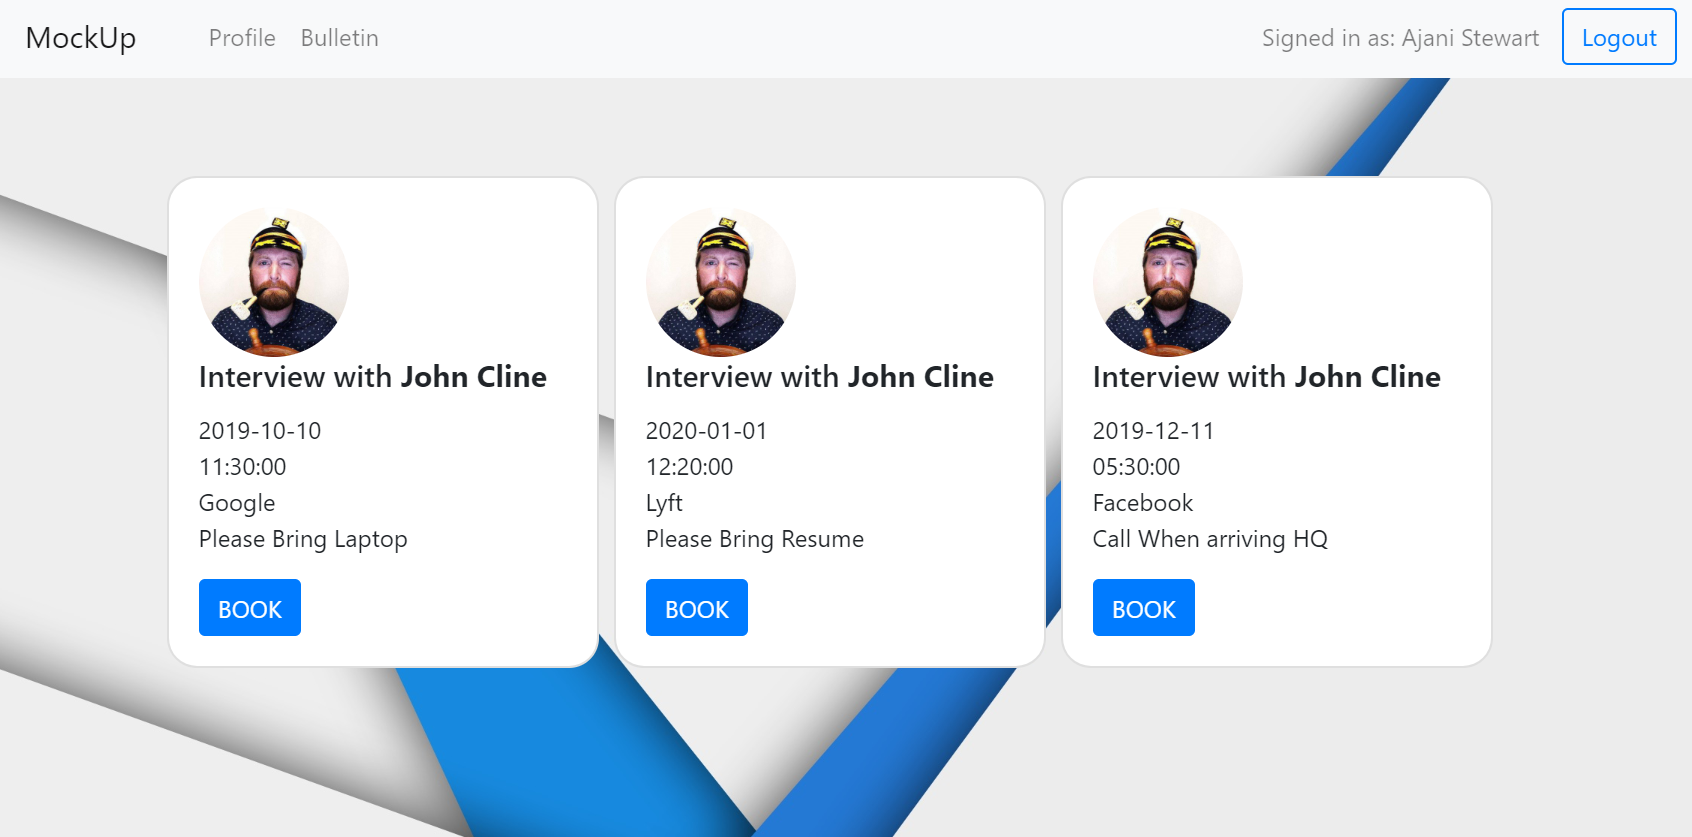 MockUp Profile Bulletin Signed in as: Ajani Stewart Logout
Interview with John Cline
2019-10-10
11:30:00
Google
Please Bring Laptop
BOOK
Interview with John Cline
2020-01-01
12:20:00
Lyft
Please Bring Resume
BOOK
Interview with John Cline
2019-12-11
05:30:00
Facebook
Call When arriving HQ
BOOK